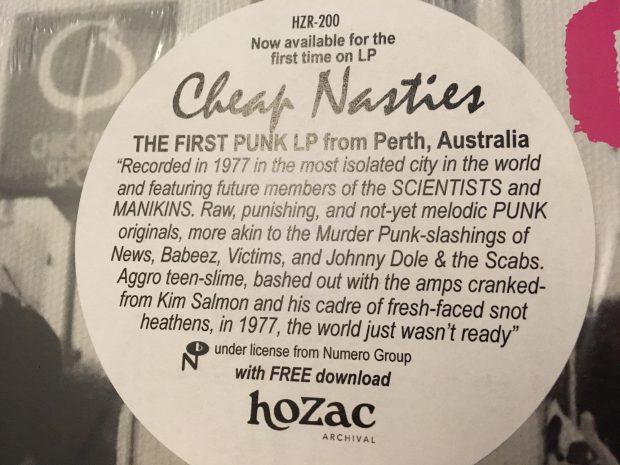 HZR-200
Now available for the
first time on LP
Cheap Nasties
THE FIRST PUNK LP from Perth, Australia
“Recorded in 1977 in the most isolated city in the world
and featuring future members of the SCIENTISTS and
MANIKINS. Raw, punishing, and not-yet melodic PUNK
originals, more akin to the Murder Punk-slashings of
News, Babeez, Victims, and Johnny Dole & the Scabs.
Aggro teen-slime, bashed out with the amps cranked-
from Kim Salmon and his cadre of fresh-faced snot
heathens, in 1977, the world just wasn’t ready”
under license from Numero Group
with FREE download
hozac
ARCHIVAL